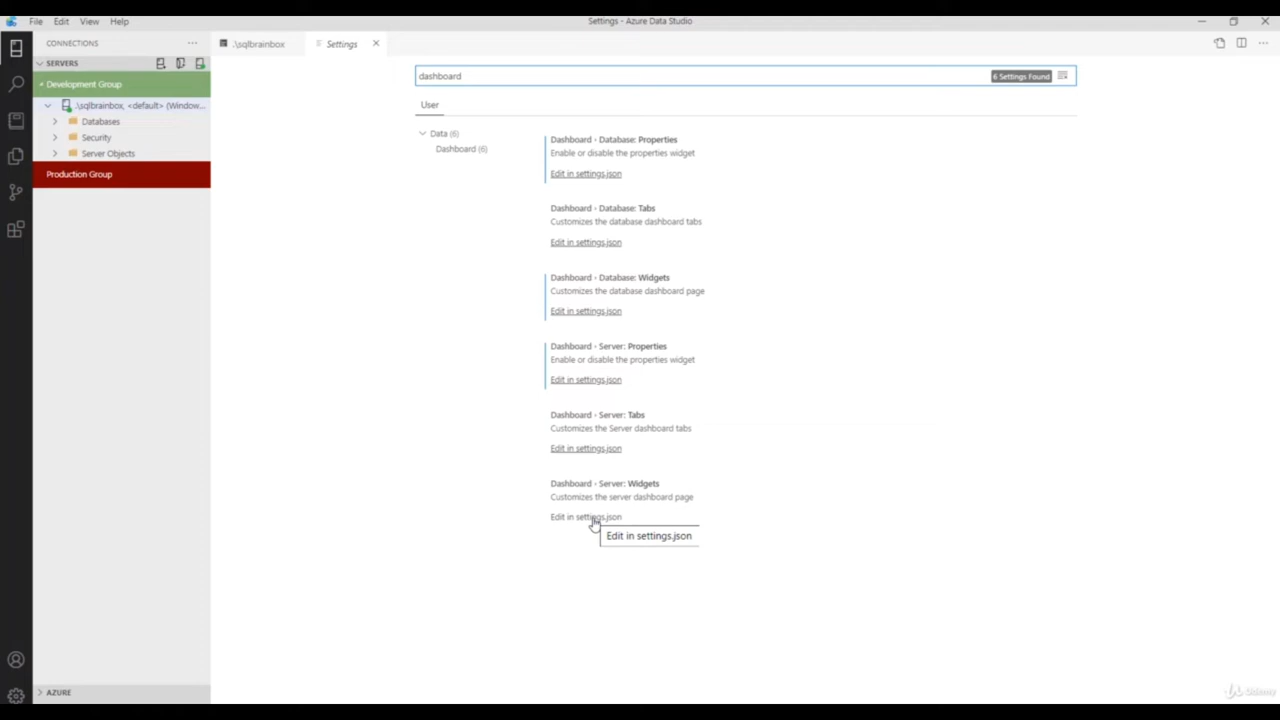 File Edit View Help
Settings - Azure Data Studio
CONNECTIONS
.\sqlbrainbox
Settings
SERVERS
dashboard
6 Settings Found
Development Group
User
.\sqlbrainbox, <default> (Window...
Databases
Security
Server Objects
Production Group
Data (6)
Dashboard (6)
Dashboard › Database: Properties
Enable or disable the properties widget
Edit in settings.json
Dashboard › Database: Tabs
Customizes the database dashboard tabs
Edit in settings.json
Dashboard › Database: Widgets
Customizes the database dashboard page
Edit in settings.json
Dashboard › Server: Properties
Enable or disable the properties widget
Edit in settings.json
Dashboard › Server: Tabs
Customizes the Server dashboard tabs
Edit in settings.json
Dashboard › Server: Widgets
Customizes the server dashboard page
Edit in settings.json
Edit in settings.json
AZURE
Udemy